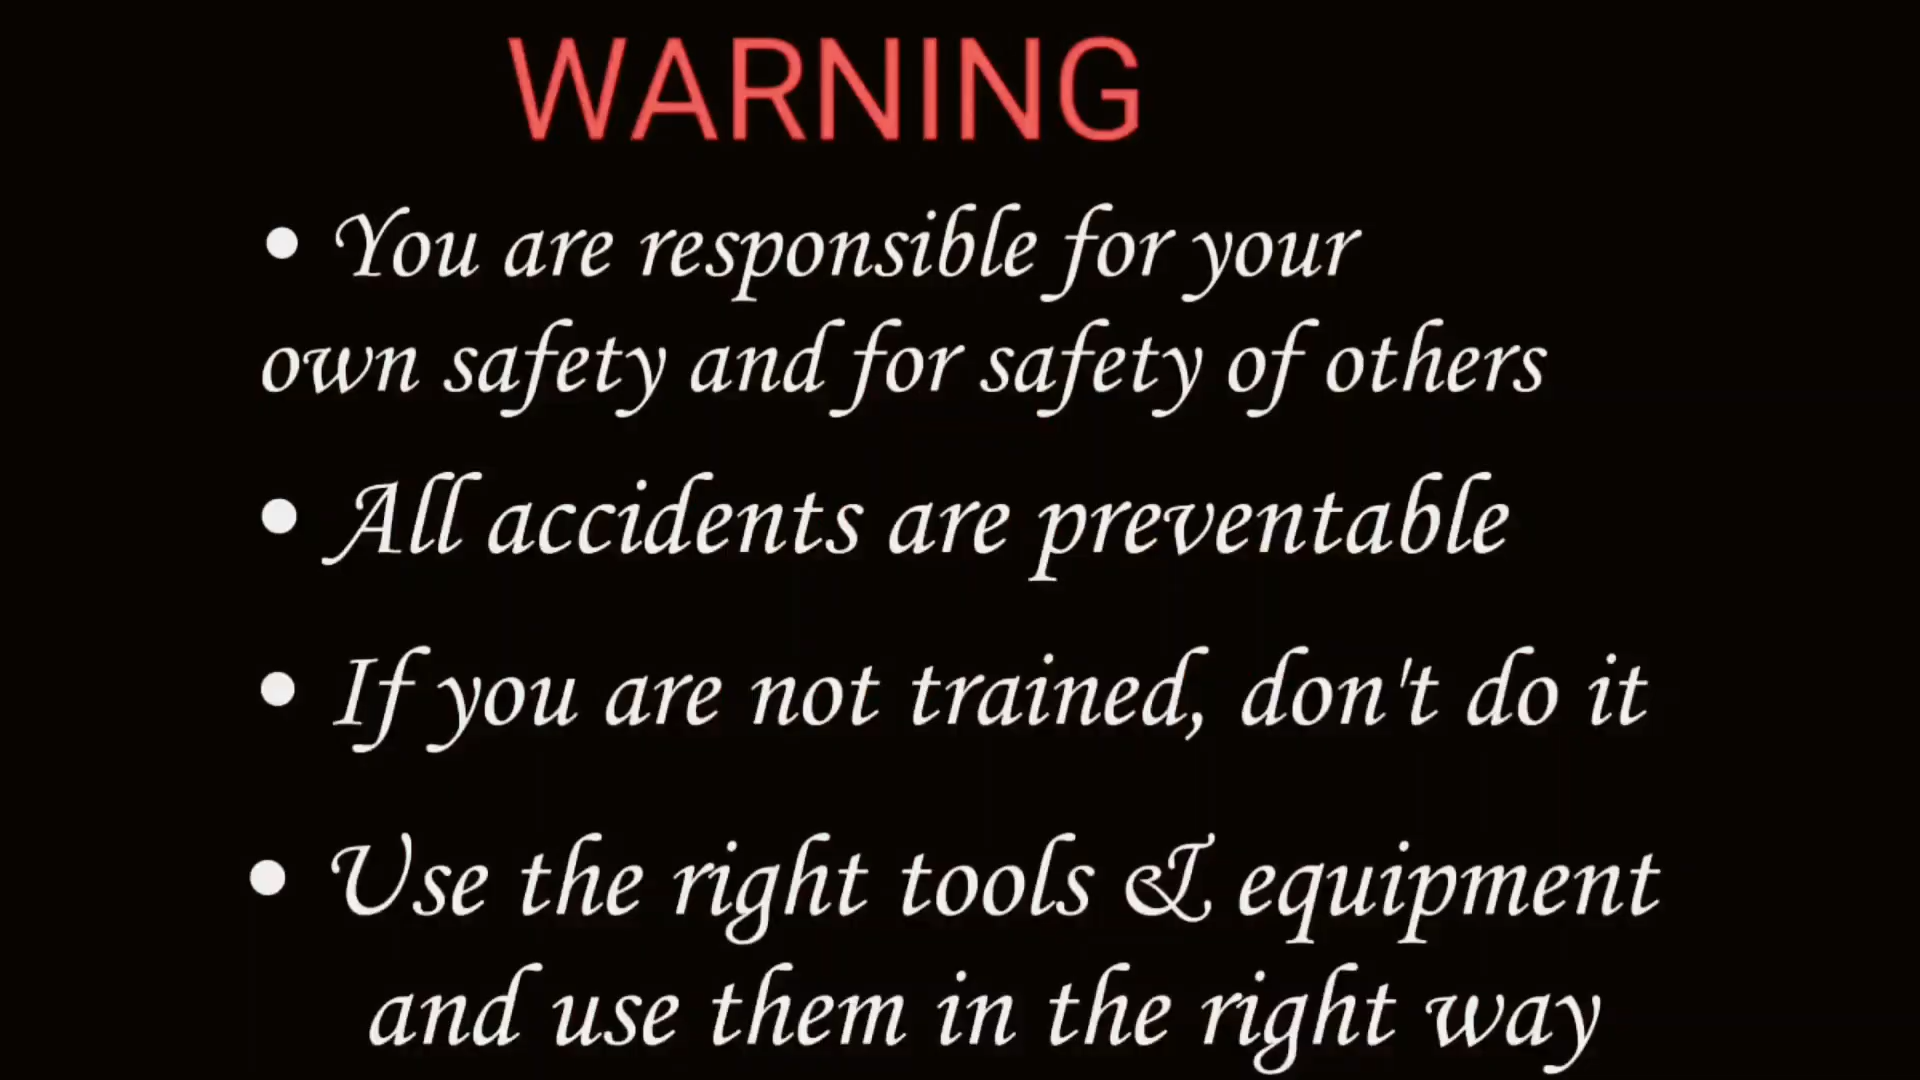 WARNING
• You are responsible for your
own safety and for safety of others
• All accidents are preventable
• If you are not trained, don't do it
• Use the right tools & equipment
and use them in the right way